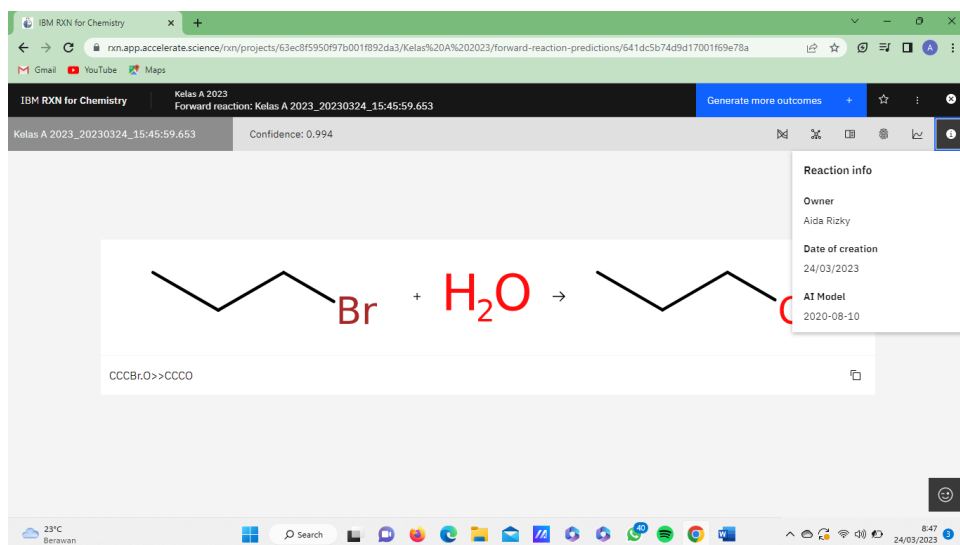 IBM RXN for Chemistry
rxn.app.accelerate.science/rxn/projects/63ec8f5950f97b001f892da3/Kelas%20A%202023/forward-reaction-predictions/641dc5b74d9d17001f69e78a
A
Gmail YouTube Maps
IBM RXN for Chemistry
Kelas A 2023
Forward reaction: Kelas A 2023_20230324_15:45:59.653
Generate more outcomes +
Kelas A 2023_20230324_15:45:59.653
Confidence: 0.994
Reaction info
Owner
Aida Rizky
Date of creation
24/03/2023
AI Model
2020-08-10
Br + H₂O →
CCCBr.O>>CCCO
23°C
Berawan
Search
40
8:47
24/03/2023
3